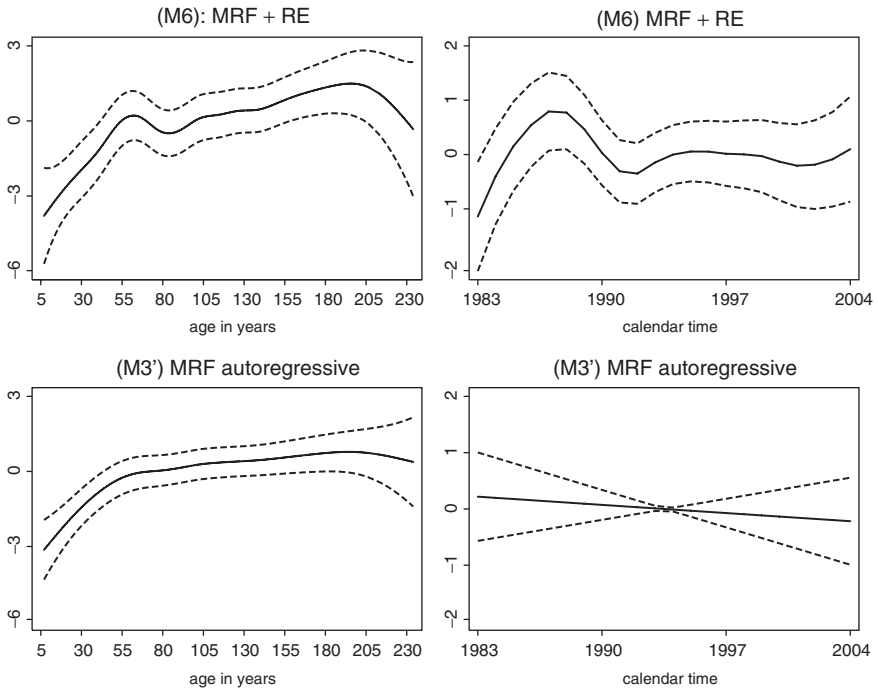 (M6): MRF + RE
3
0
−3
−6
5 30 55 80 105 130 155 180 205 230
age in years
(M6) MRF + RE
2
1
0
−1
−2
1983 1990 1997 2004
calendar time
(M3') MRF autoregressive
3
0
−3
−6
5 30 55 80 105 130 155 180 205 230
age in years
(M3') MRF autoregressive
2
1
0
−1
−2
1983 1990 1997 2004
calendar time